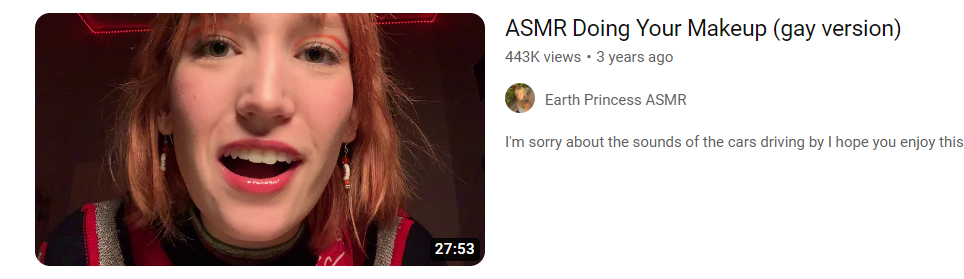 ASMR Doing Your Makeup (gay version)
443K views • 3 years ago
Earth Princess ASMR
I'm sorry about the sounds of the cars driving by I hope you enjoy this
27:53